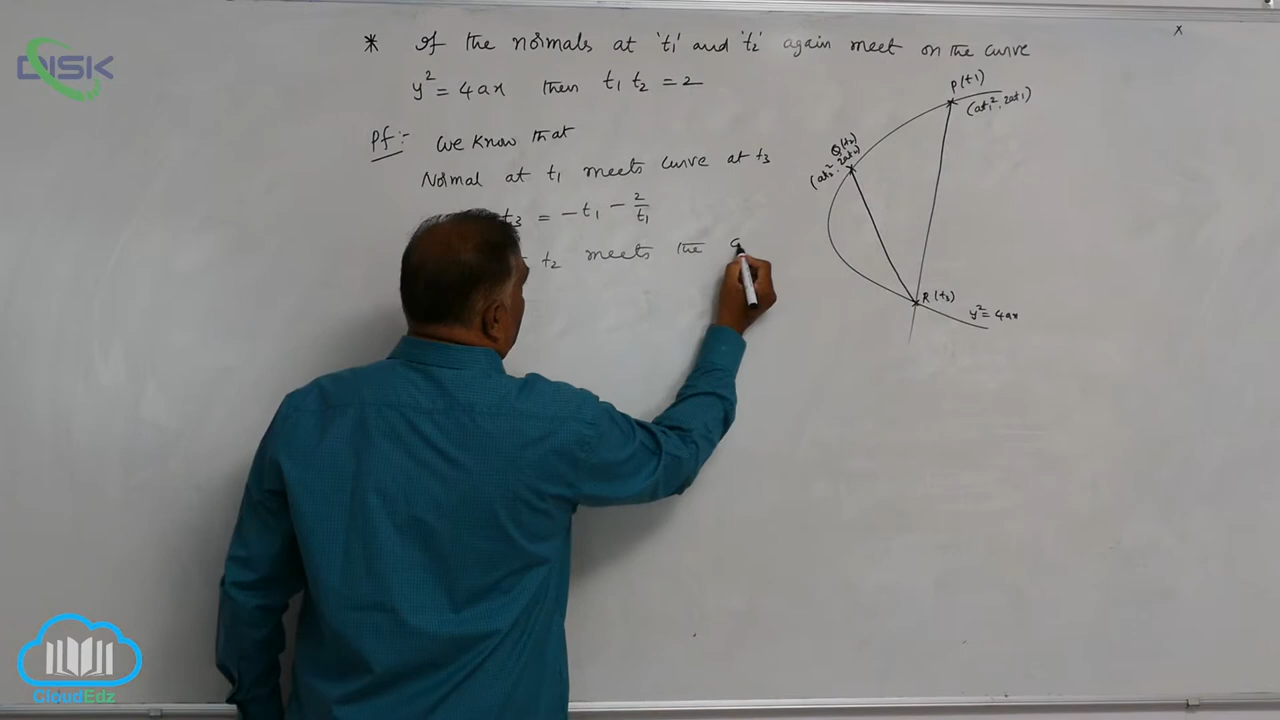 DISK
* If the normals at 't1' and 't2' again meet on the curve
y² = 4ax then t1 t2 = 2
Pf:- We know that
Normal at t1 meets curve at t3
t3 = -t1 - 2/t1
t2 meets the
P(t1)
(at1², 2at1)
Q(t2)
(at2², 2at2)
R(t3)
y² = 4ax
x
CloudEdz